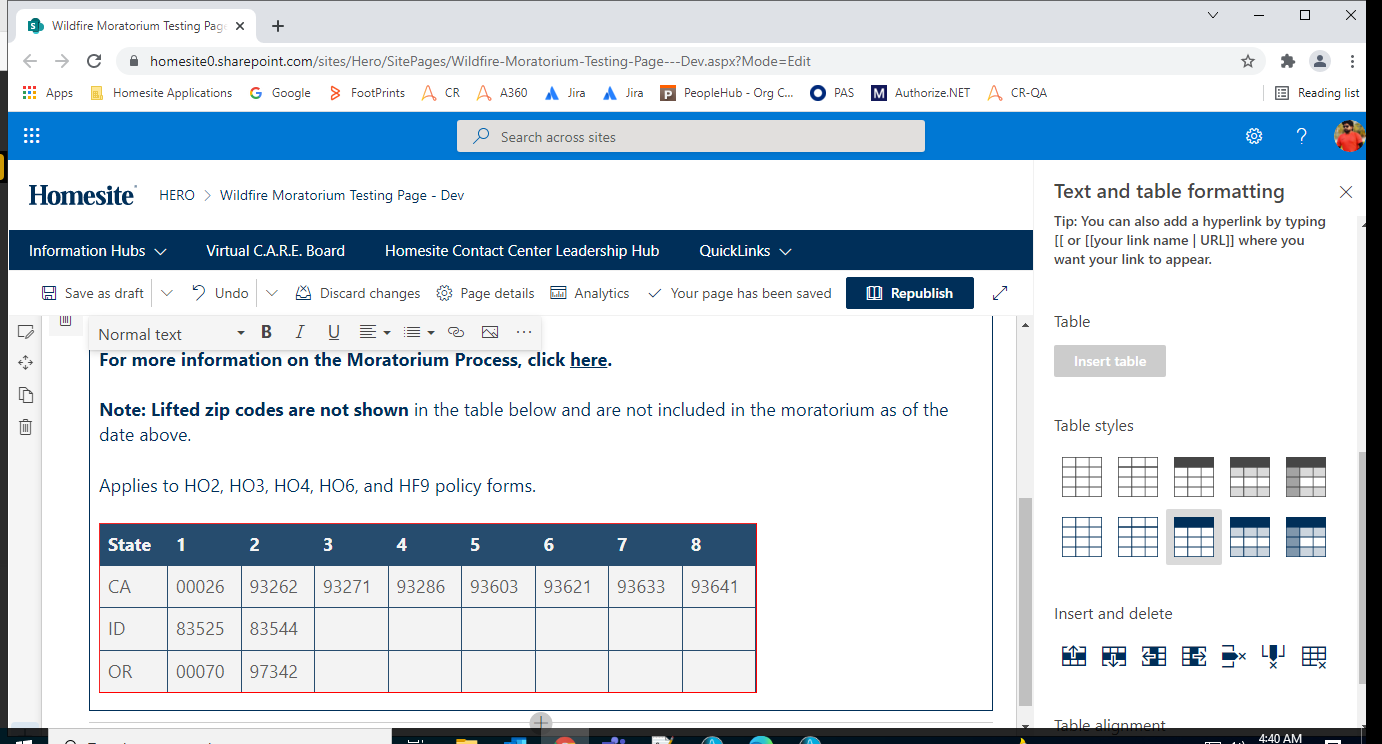 Wildfire Moratorium Testing Pag
homesite0.sharepoint.com/sites/Hero/SitePages/Wildfire-Moratorium-Testing-Page---Dev.aspx?Mode=Edit
Apps Homesite Applications Google FootPrints CR A360 Jira Jira PeopleHub - Org C... PAS Authorize.NET CR-QA Reading list
Search across sites
Homesite HERO > Wildfire Moratorium Testing Page - Dev
Information Hubs Virtual C.A.R.E. Board Homesite Contact Center Leadership Hub QuickLinks
Save as draft Undo Discard changes Page details Analytics Your page has been saved Republish
Normal text B I U ...
For more information on the Moratorium Process, click here.
Note: Lifted zip codes are not shown in the table below and are not included in the moratorium as of the
date above.
Applies to HO2, HO3, HO4, HO6, and HF9 policy forms.
State 1 2 3 4 5 6 7 8
CA 00026 93262 93271 93286 93603 93621 93633 93641
ID 83525 83544
OR 00070 97342
Text and table formatting
Tip: You can also add a hyperlink by typing
[[ or [[your link name | URL]] where you
want your link to appear.
Table
Insert table
Table styles
Insert and delete
Table alignment
4:40 AM